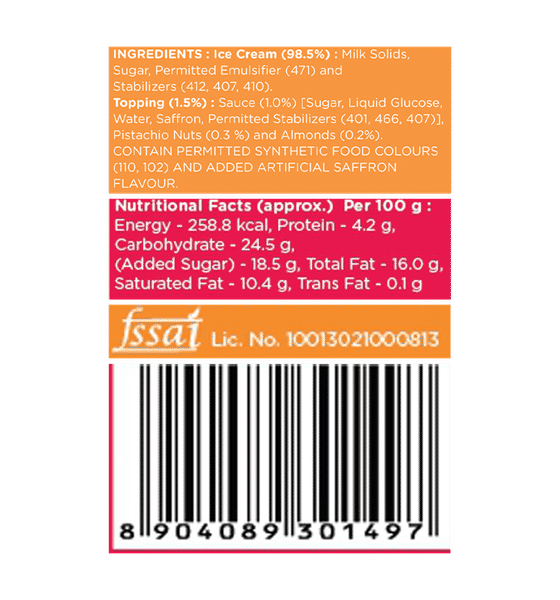 INGREDIENTS : Ice Cream (98.5%) : Milk Solids,
Sugar, Permitted Emulsifier (471) and
Stabilizers (412, 407, 410).
Topping (1.5%) : Sauce (1.0%) [Sugar, Liquid Glucose,
Water, Saffron, Permitted Stabilizers (401, 466, 407)],
Pistachio Nuts (0.3 %) and Almonds (0.2%).
CONTAIN PERMITTED SYNTHETIC FOOD COLOURS
(110, 102) AND ADDED ARTIFICIAL SAFFRON
FLAVOUR.
Nutritional Facts (approx.) Per 100 g :
Energy - 258.8 kcal, Protein - 4.2 g,
Carbohydrate - 24.5 g,
(Added Sugar) - 18.5 g, Total Fat - 16.0 g,
Saturated Fat - 10.4 g, Trans Fat - 0.1 g
fssai Lic. No. 10013021000813
8 904089 301497